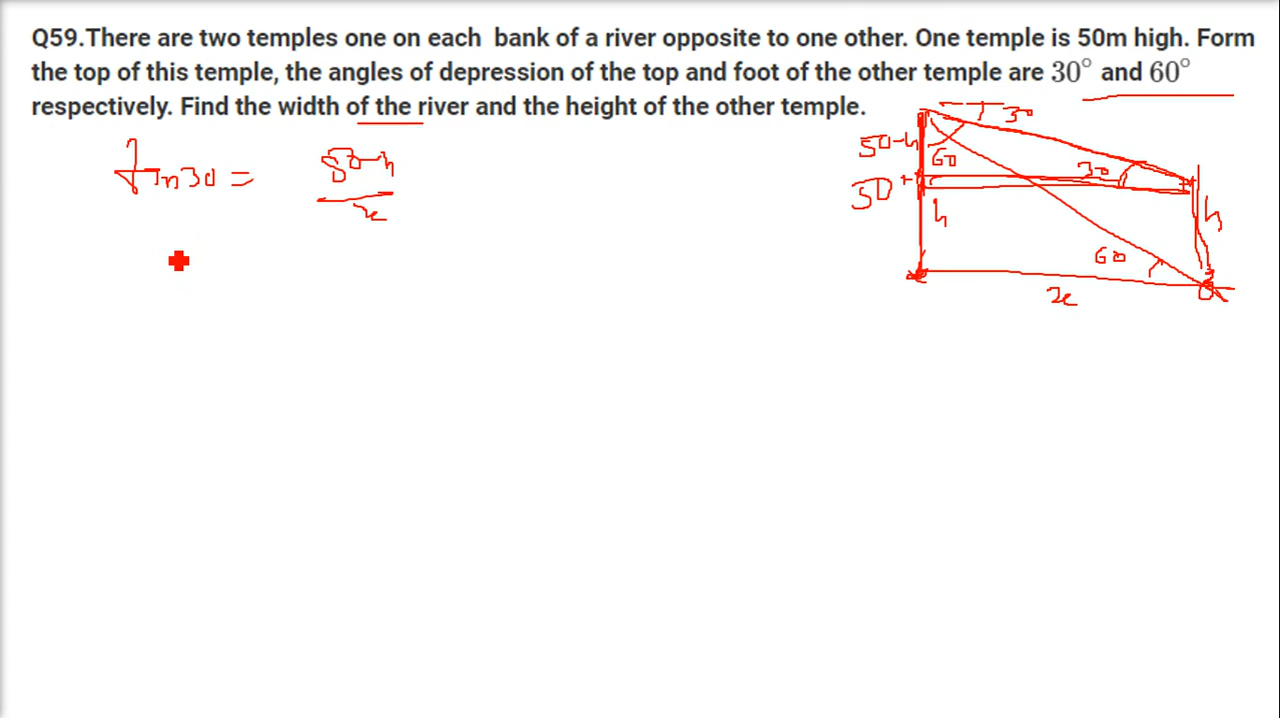 Q59.There are two temples one on each bank of a river opposite to one other. One temple is 50m high. Form
the top of this temple, the angles of depression of the top and foot of the other temple are 30° and 60°
respectively. Find the width of the river and the height of the other temple.
30
50-h
60
30
50
h
h
60
x
tan30 = 50-h / x